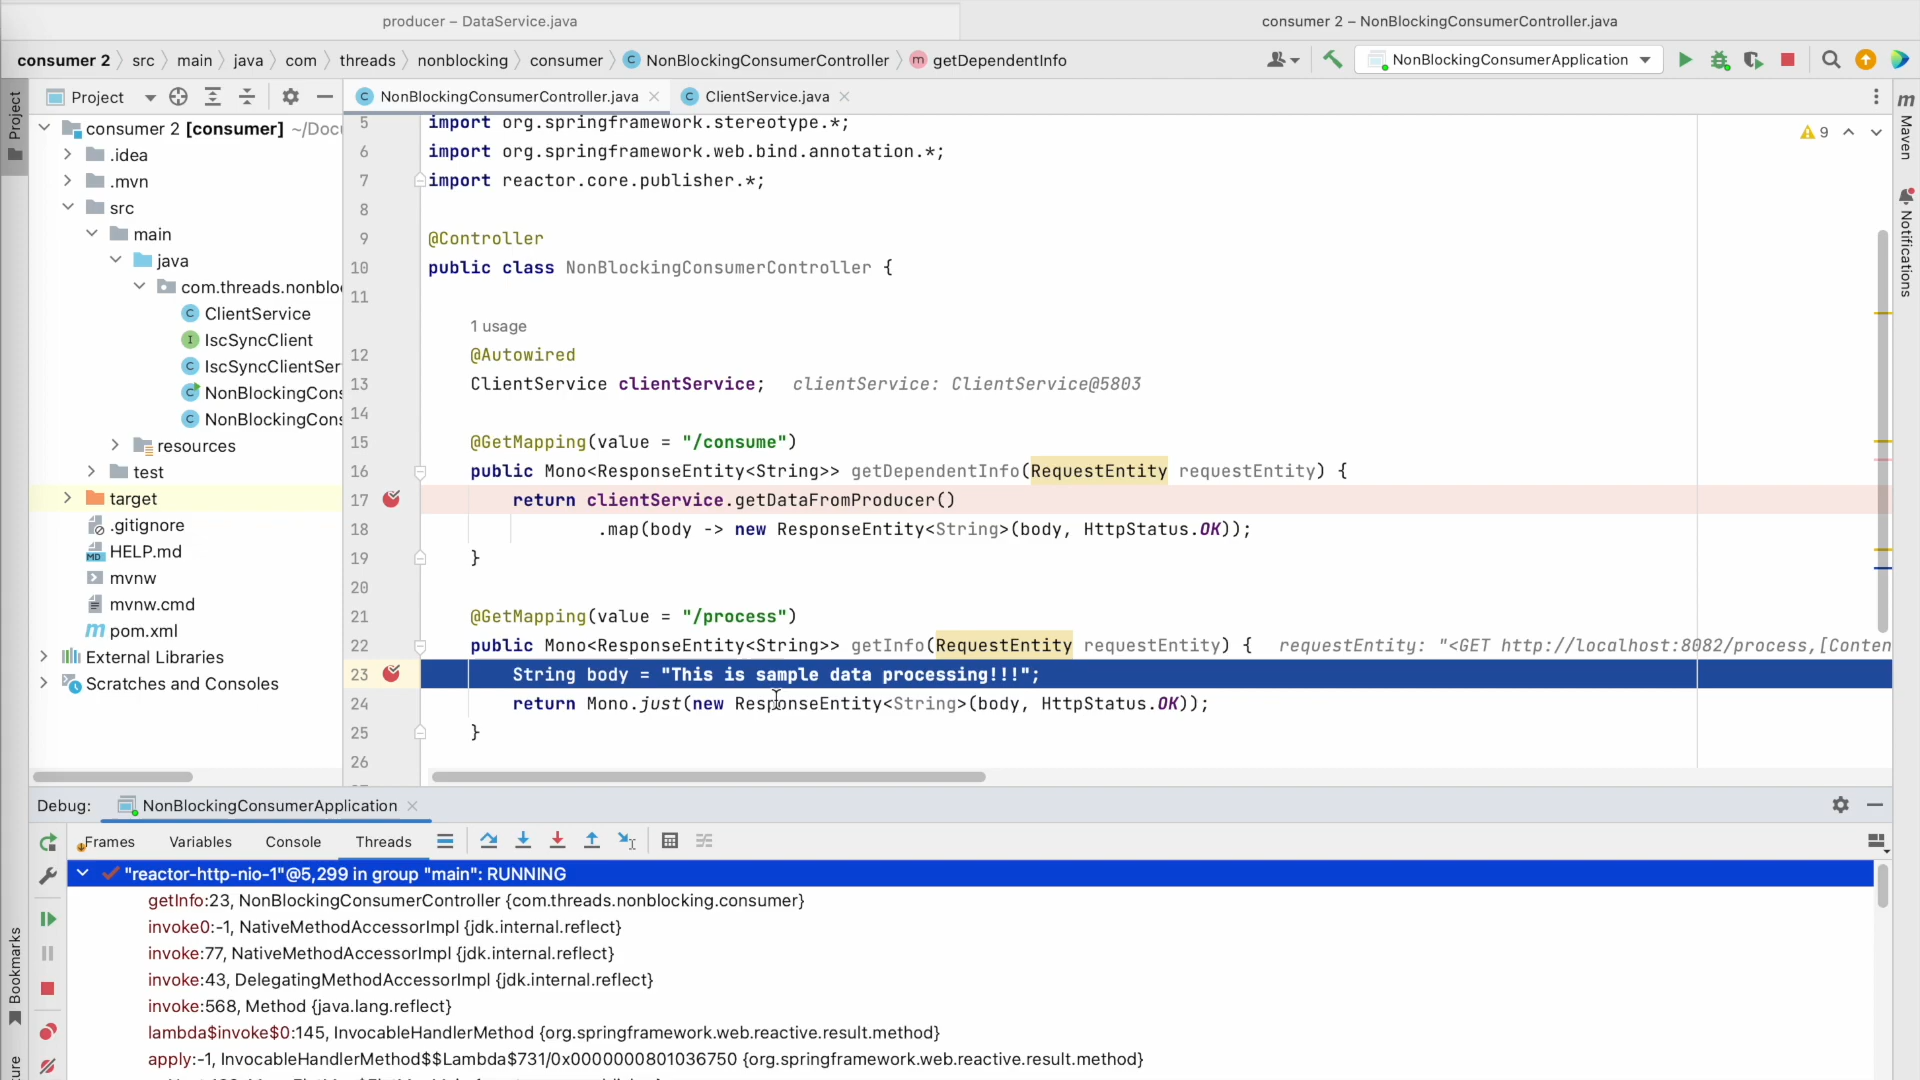 producer – DataService.java
consumer 2 – NonBlockingConsumerController.java
consumer 2 src main java com threads nonblocking consumer NonBlockingConsumerController getDependentInfo
NonBlockingConsumerApplication
Project
Project
NonBlockingConsumerController.java
ClientService.java
consumer 2 [consumer] ~/Docu
.idea
.mvn
src
main
java
com.threads.nonblo
ClientService
IscSyncClient
IscSyncClientSer
NonBlockingCons
NonBlockingCons
resources
test
target
.gitignore
HELP.md
mvnw
mvnw.cmd
pom.xml
External Libraries
Scratches and Consoles
9
5 import org.springframework.stereotype.*;
6 import org.springframework.web.bind.annotation.*;
7 import reactor.core.publisher.*;
8
9 @Controller
10 public class NonBlockingConsumerController {
11
1 usage
12 @Autowired
13 ClientService clientService; clientService: ClientService@5803
14
15 @GetMapping(value = "/consume")
16 public Mono<ResponseEntity<String>> getDependentInfo(RequestEntity requestEntity) {
17 return clientService.getDataFromProducer()
18 .map(body -> new ResponseEntity<String>(body, HttpStatus.OK));
19 }
20
21 @GetMapping(value = "/process")
22 public Mono<ResponseEntity<String>> getInfo(RequestEntity requestEntity) { requestEntity: "<GET http://localhost:8082/process,[Conten
23 String body = "This is sample data processing!!!";
24 return Mono.just(new ResponseEntity<String>(body, HttpStatus.OK));
25 }
26
m
Maven
Notifications
Debug: NonBlockingConsumerApplication
Frames Variables Console Threads
"reactor-http-nio-1"@5,299 in group "main": RUNNING
getInfo:23, NonBlockingConsumerController {com.threads.nonblocking.consumer}
invoke0:-1, NativeMethodAccessorImpl {jdk.internal.reflect}
invoke:77, NativeMethodAccessorImpl {jdk.internal.reflect}
invoke:43, DelegatingMethodAccessorImpl {jdk.internal.reflect}
invoke:568, Method {java.lang.reflect}
lambda$invoke$0:145, InvocableHandlerMethod {org.springframework.web.reactive.result.method}
apply:-1, InvocableHandlerMethod$$Lambda$731/0x0000000801036750 {org.springframework.web.reactive.result.method}
Bookmarks